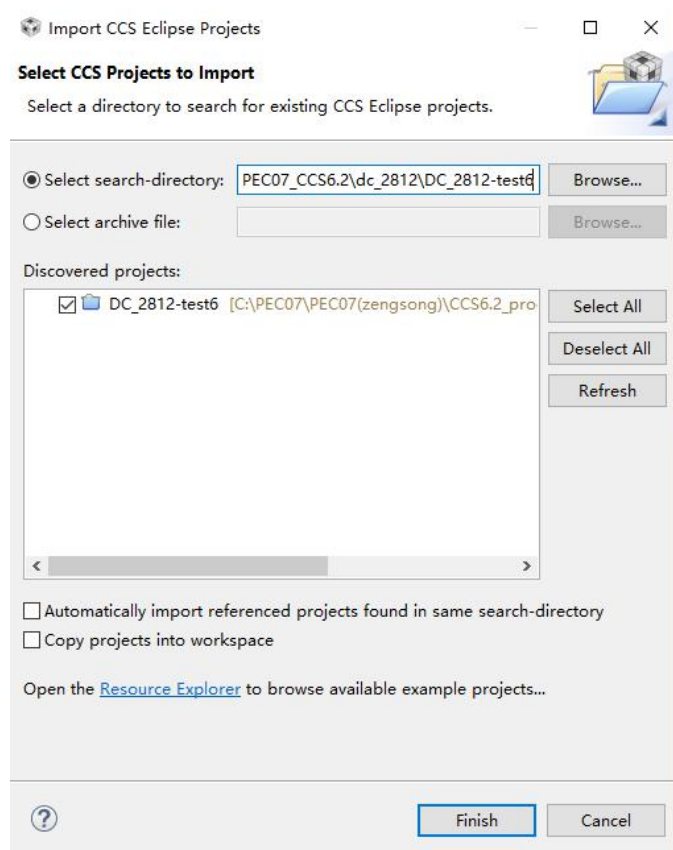 Import CCS Eclipse Projects
Select CCS Projects to Import
Select a directory to search for existing CCS Eclipse projects.
Select search-directory: PEC07_CCS6.2\dc_2812\DC_2812-test6 Browse...
Select archive file: Browse...
Discovered projects:
DC_2812-test6 [C:\PEC07\PEC07(zengsong)\CCS6.2_pro Select All
Deselect All
Refresh
Automatically import referenced projects found in same search-directory
Copy projects into workspace
Open the Resource Explorer to browse available example projects...
? Finish Cancel